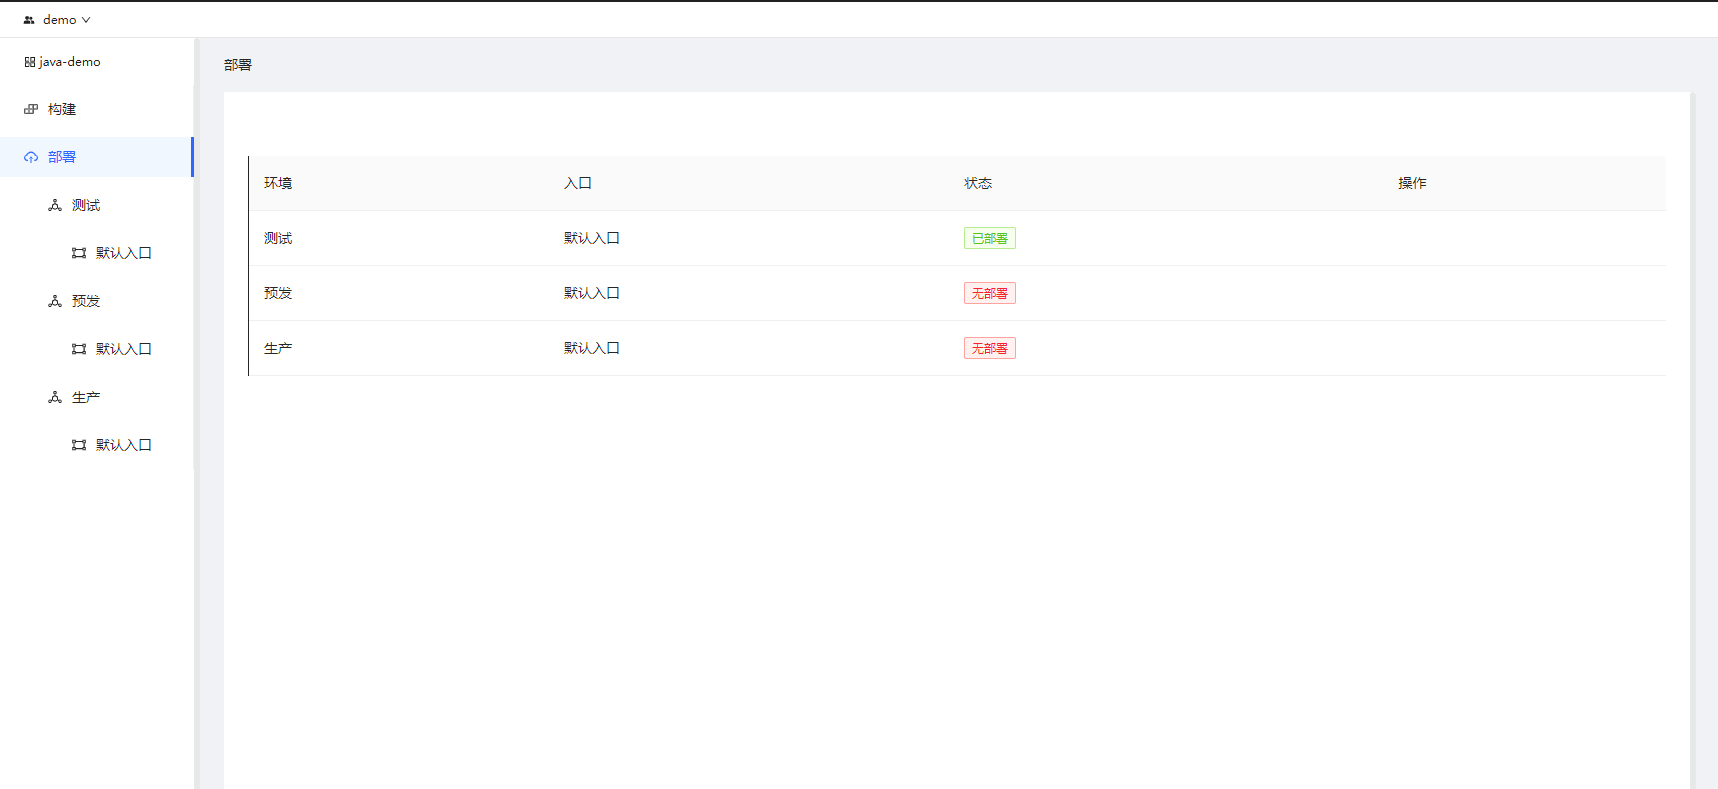 demo
java-demo
构建
部署
测试
默认入口
预发
默认入口
生产
默认入口
部署
环境 入口 状态 操作
测试 默认入口 已部署
预发 默认入口 无部署
生产 默认入口 无部署